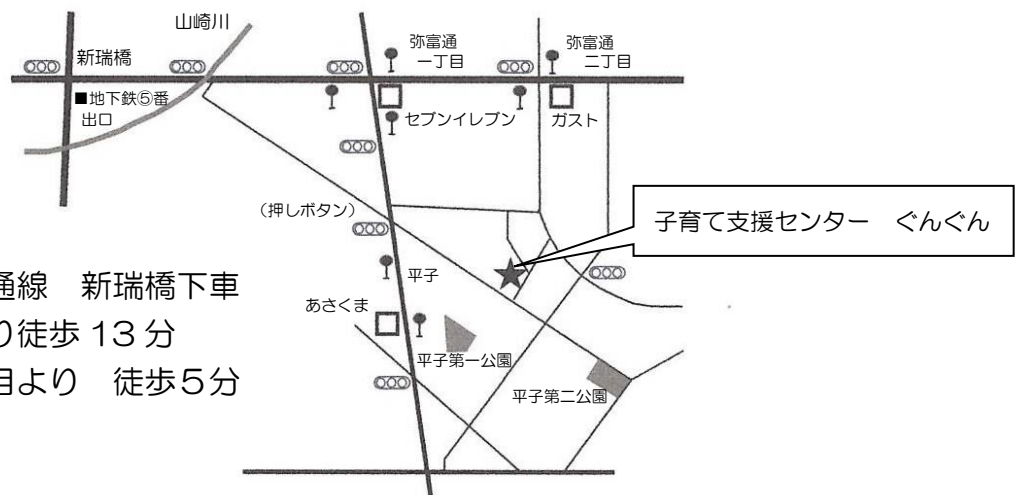 山崎川
弥富通
一丁目
弥富通
二丁目
新瑞橋
■地下鉄⑤番
出口
セブンイレブン
ガスト
(押しボタン)
子育て支援センター ぐんぐん
通線 新瑞橋下車
り徒歩 13 分
目より 徒歩5分
平子
あさくま
平子第一公園
平子第二公園